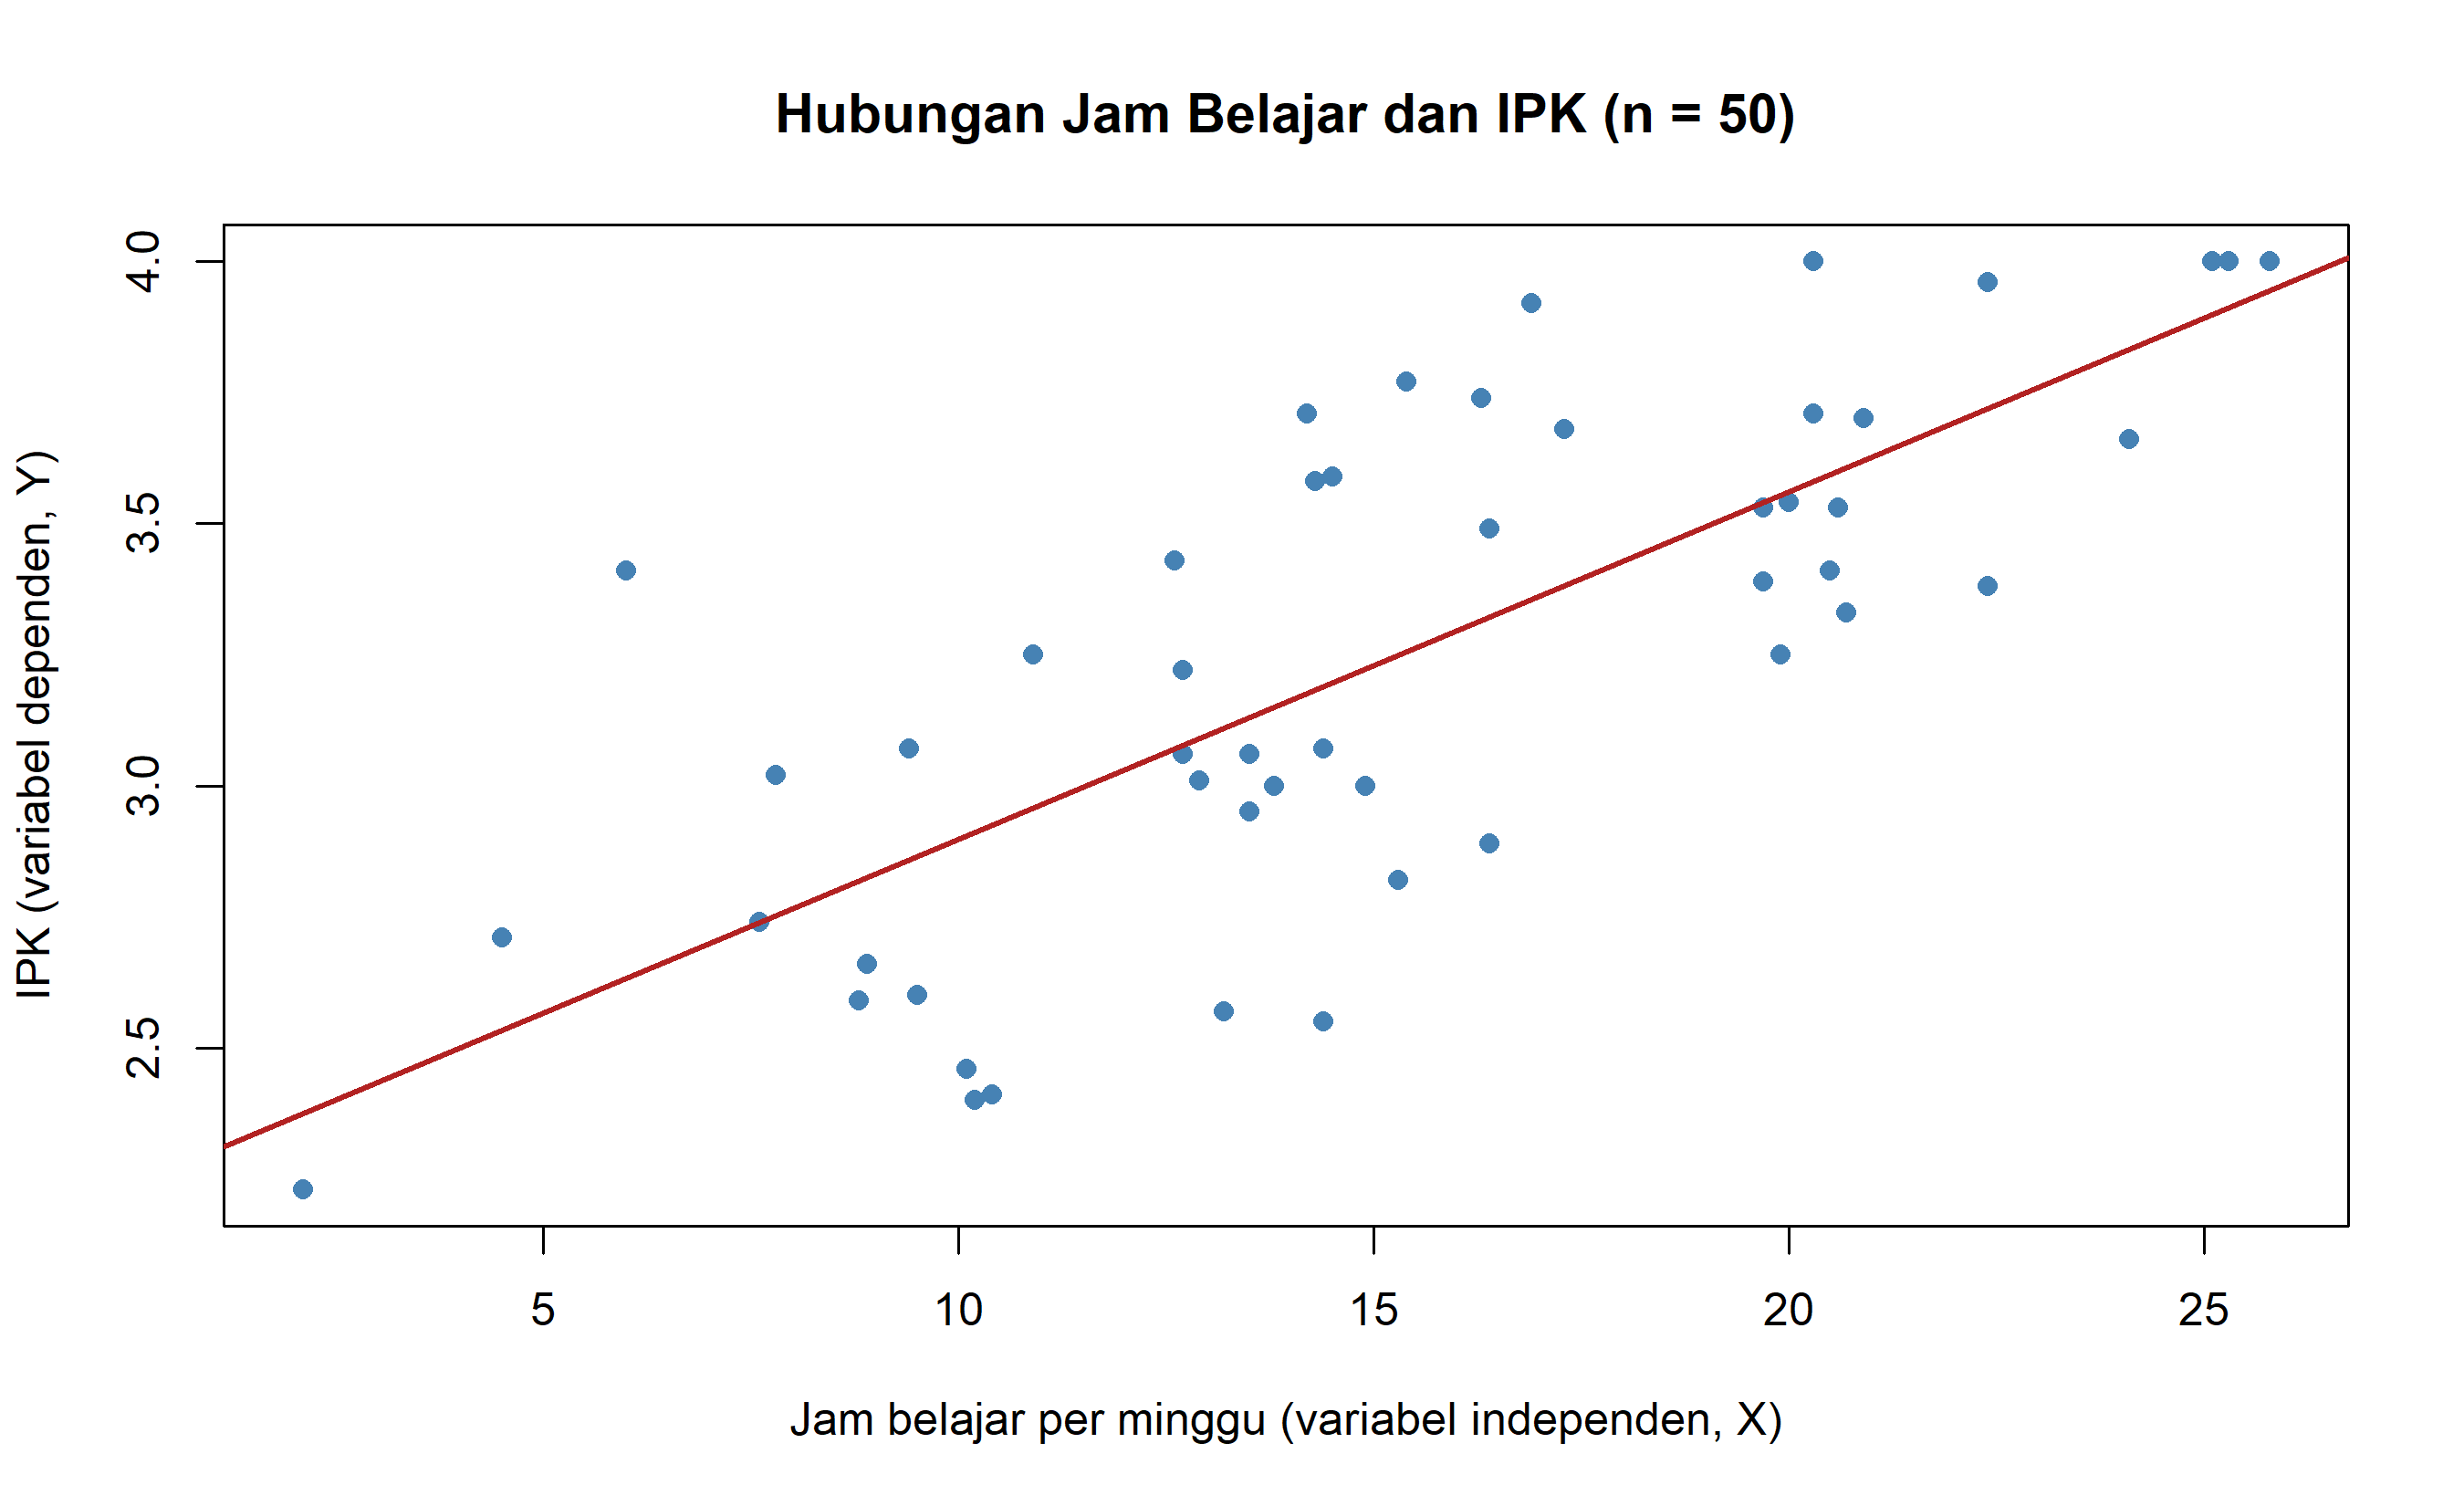 Hubungan Jam Belajar dan IPK (n = 50)
4.0
3.5
3.0
2.5
IPK (variabel dependen, Y)
5 10 15 20 25
Jam belajar per minggu (variabel independen, X)